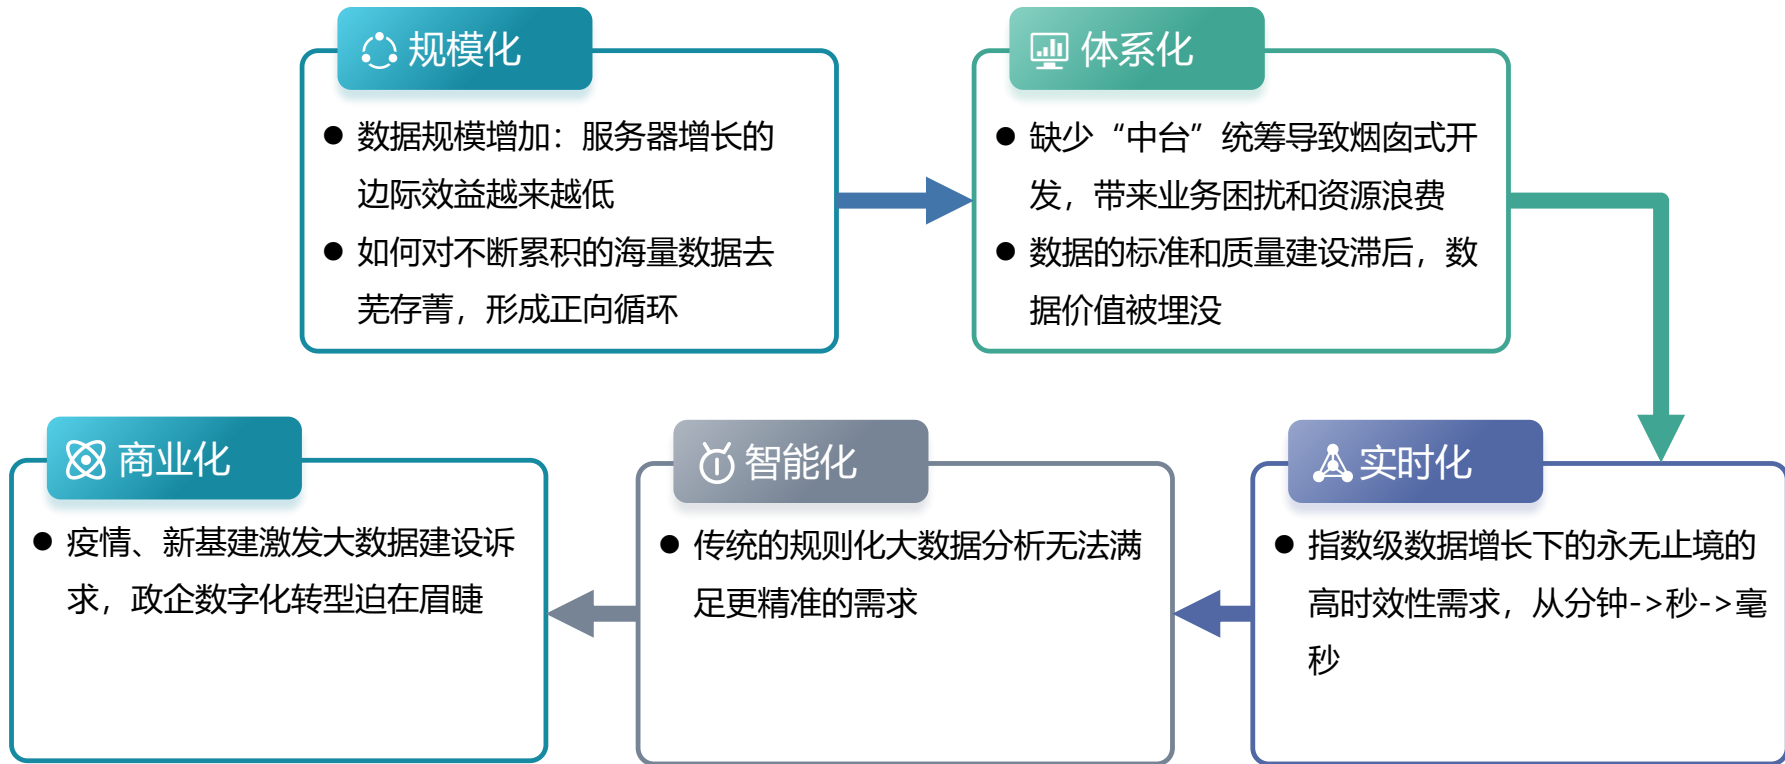 规模化
● 数据规模增加：服务器增长的
边际效益越来越低
● 如何对不断累积的海量数据去
芜存菁，形成正向循环
体系化
● 缺少“中台”统筹导致烟囱式开
发，带来业务困扰和资源浪费
● 数据的标准和质量建设滞后，数
据价值被埋没
实时化
● 指数级数据增长下的永无止境的
高时效性需求，从分钟->秒->毫
秒
智能化
● 传统的规则化大数据分析无法满
足更精准的需求
商业化
● 疫情、新基建激发大数据建设诉
求，政企数字化转型迫在眉睫